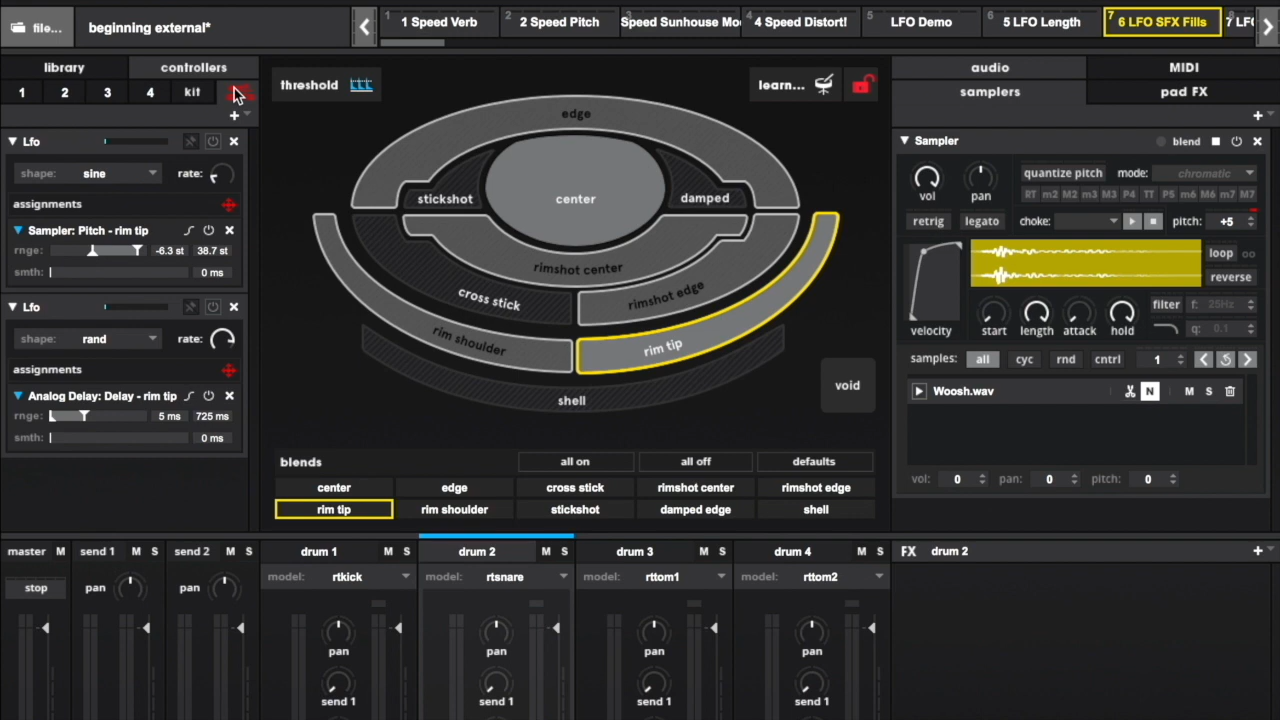 file...
beginning external*
1
1 Speed Verb
2
2 Speed Pitch
3
Speed Sunhouse Mo
4
4 Speed Distort!
5
LFO Demo
6
5 LFO Length
7
6 LFO SFX Fills
7 LF
library
controllers
1
2
3
4
kit
Lfo
shape:
sine
rate:
assignments
Sampler: Pitch - rim tip
rnge:
-6.3 st
38.7 st
smth:
0 ms
Lfo
shape:
rand
rate:
assignments
Analog Delay: Delay - rim tip
rnge:
5 ms
725 ms
smth:
0 ms
threshold
learn...
edge
stickshot
center
damped
rimshot center
cross stick
rimshot edge
rim shoulder
rim tip
shell
void
blends
all on
all off
defaults
center
edge
cross stick
rimshot center
rimshot edge
rim tip
rim shoulder
stickshot
damped edge
shell
audio
MIDI
samplers
pad FX
Sampler
blend
vol
pan
quantize pitch
mode:
chromatic
RT m2 M2 m3 M3 P4 TT P5 m6 M6 m7 M7
retrig
legato
choke:
pitch:
+5
velocity
loop
reverse
start
length
attack
hold
filter
f:
25Hz
q:
0.1
samples:
all
cyc
rnd
cntrl
1
Woosh.wav
N
M
S
vol:
0
pan:
0
pitch:
0
master
M
send 1
M
S
send 2
M
S
drum 1
M
S
drum 2
M
S
drum 3
M
S
drum 4
M
S
FX
drum 2
stop
pan
pan
model:
rtkick
model:
rtsnare
model:
rttom1
model:
rttom2
pan
pan
pan
pan
send 1
send 1
send 1
send 1